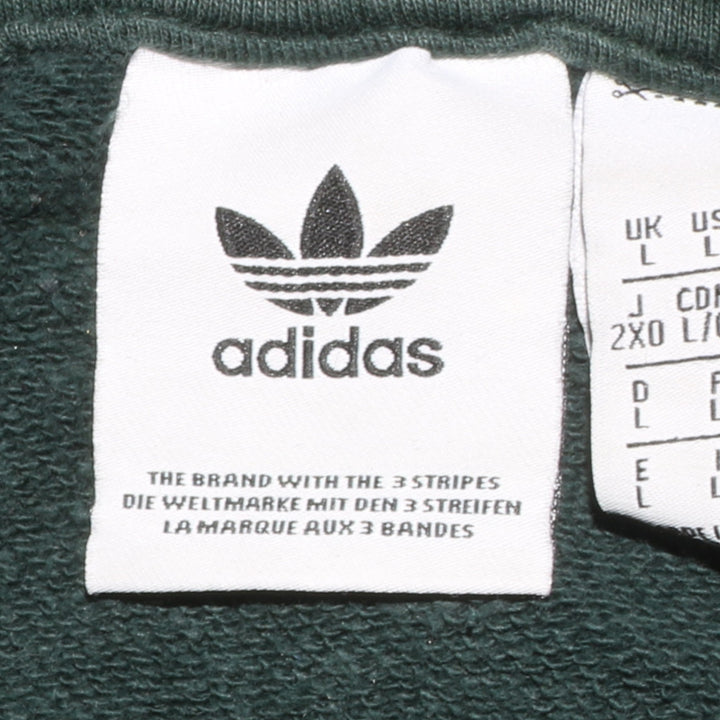 adidas
THE BRAND WITH THE 3 STRIPES
DIE WELTMARKE MIT DEN 3 STREIFEN
LA MARQUE AUX 3 BANDES
UK US
L L
J
2XO
D F
L L
E
L L